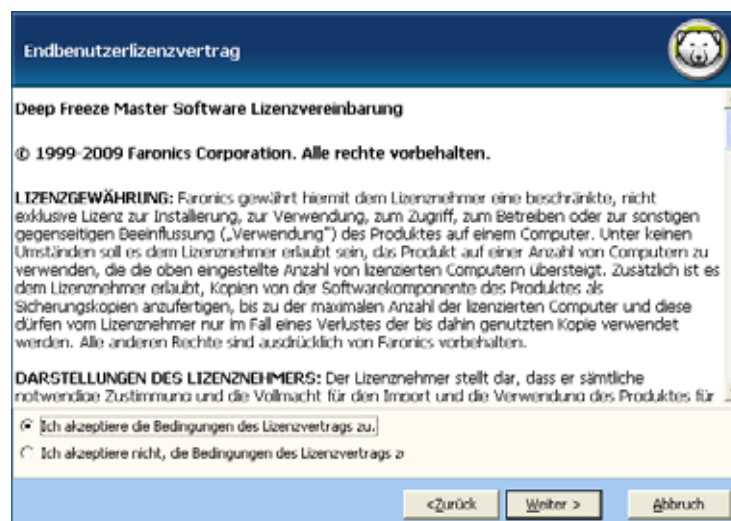 Endbenutzerlizenzvertrag
Deep Freeze Master Software Lizenzvereinbarung
© 1999-2009 Faronics Corporation. Alle rechte vorbehalten.
LIZENZGEWÄHRUNG: Faronics gewährt hiermit dem Lizenznehmer eine beschränkte, nicht
exklusive Lizenz zur Installierung, zur Verwendung, zum Zugriff, zum Betreiben oder zur sonstigen
gegenseitigen Beeinflussung („Verwendung") des Produktes auf einem Computer. Unter keinen
Umständen soll es dem Lizenznehmer erlaubt sein, das Produkt auf einer Anzahl von Computern zu
verwenden, die die oben eingestellte Anzahl von lizenzierten Computern übersteigt. Zusätzlich ist es
dem Lizenznehmer erlaubt, Kopien von der Softwarekomponente des Produktes als
Sicherungskopien anzufertigen, bis zu der maximalen Anzahl der lizenzierten Computer und diese
dürfen vom Lizenznehmer nur im Fall eines Verlustes der bis dahin genutzten Kopie verwendet
werden. Alle anderen Rechte sind ausdrücklich von Faronics vorbehalten.
DARSTELLUNGEN DES LIZENZNEHMERS: Der Lizenznehmer stellt dar, dass er sämtliche
notwendige Zustimmung und die Vollmacht für den Import und die Verwendung des Produktes für
Ich akzeptiere die Bedingungen des Lizenzvertrags zu.
Ich akzeptiere nicht, die Bedingungen des Lizenzvertrags z
<Zurück Weiter > Abbruch